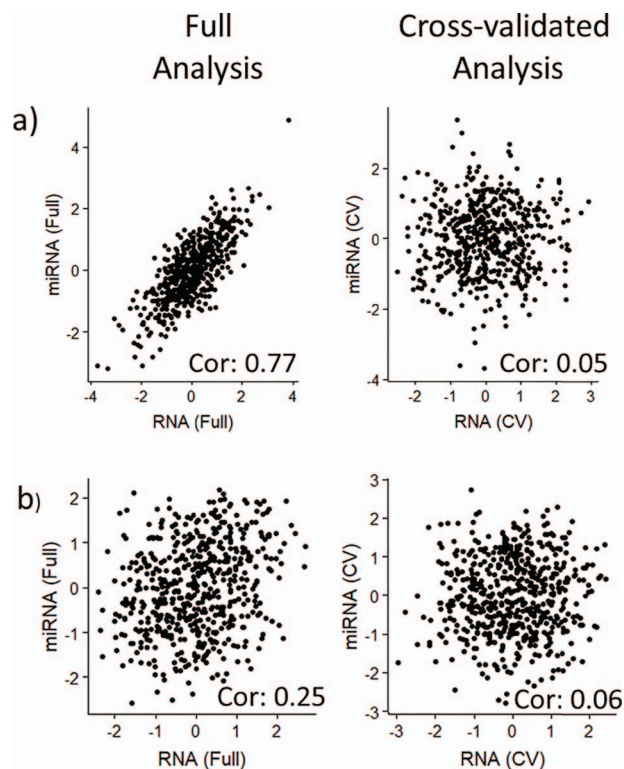 Full
Analysis
Cross-validated
Analysis
a)
4
2
0
-2
miRNA (Full)
Cor: 0.77
-4 -2 0 2 4
RNA (Full)
2
0
-2
-4
miRNA (CV)
Cor: 0.05
-2 -1 0 1 2 3
RNA (CV)
b)
2
1
0
-1
-2
miRNA (Full)
Cor: 0.25
-2 -1 0 1 2
RNA (Full)
3
2
1
0
-1
-2
-3
miRNA (CV)
Cor: 0.06
-3 -2 -1 0 1 2
RNA (CV)